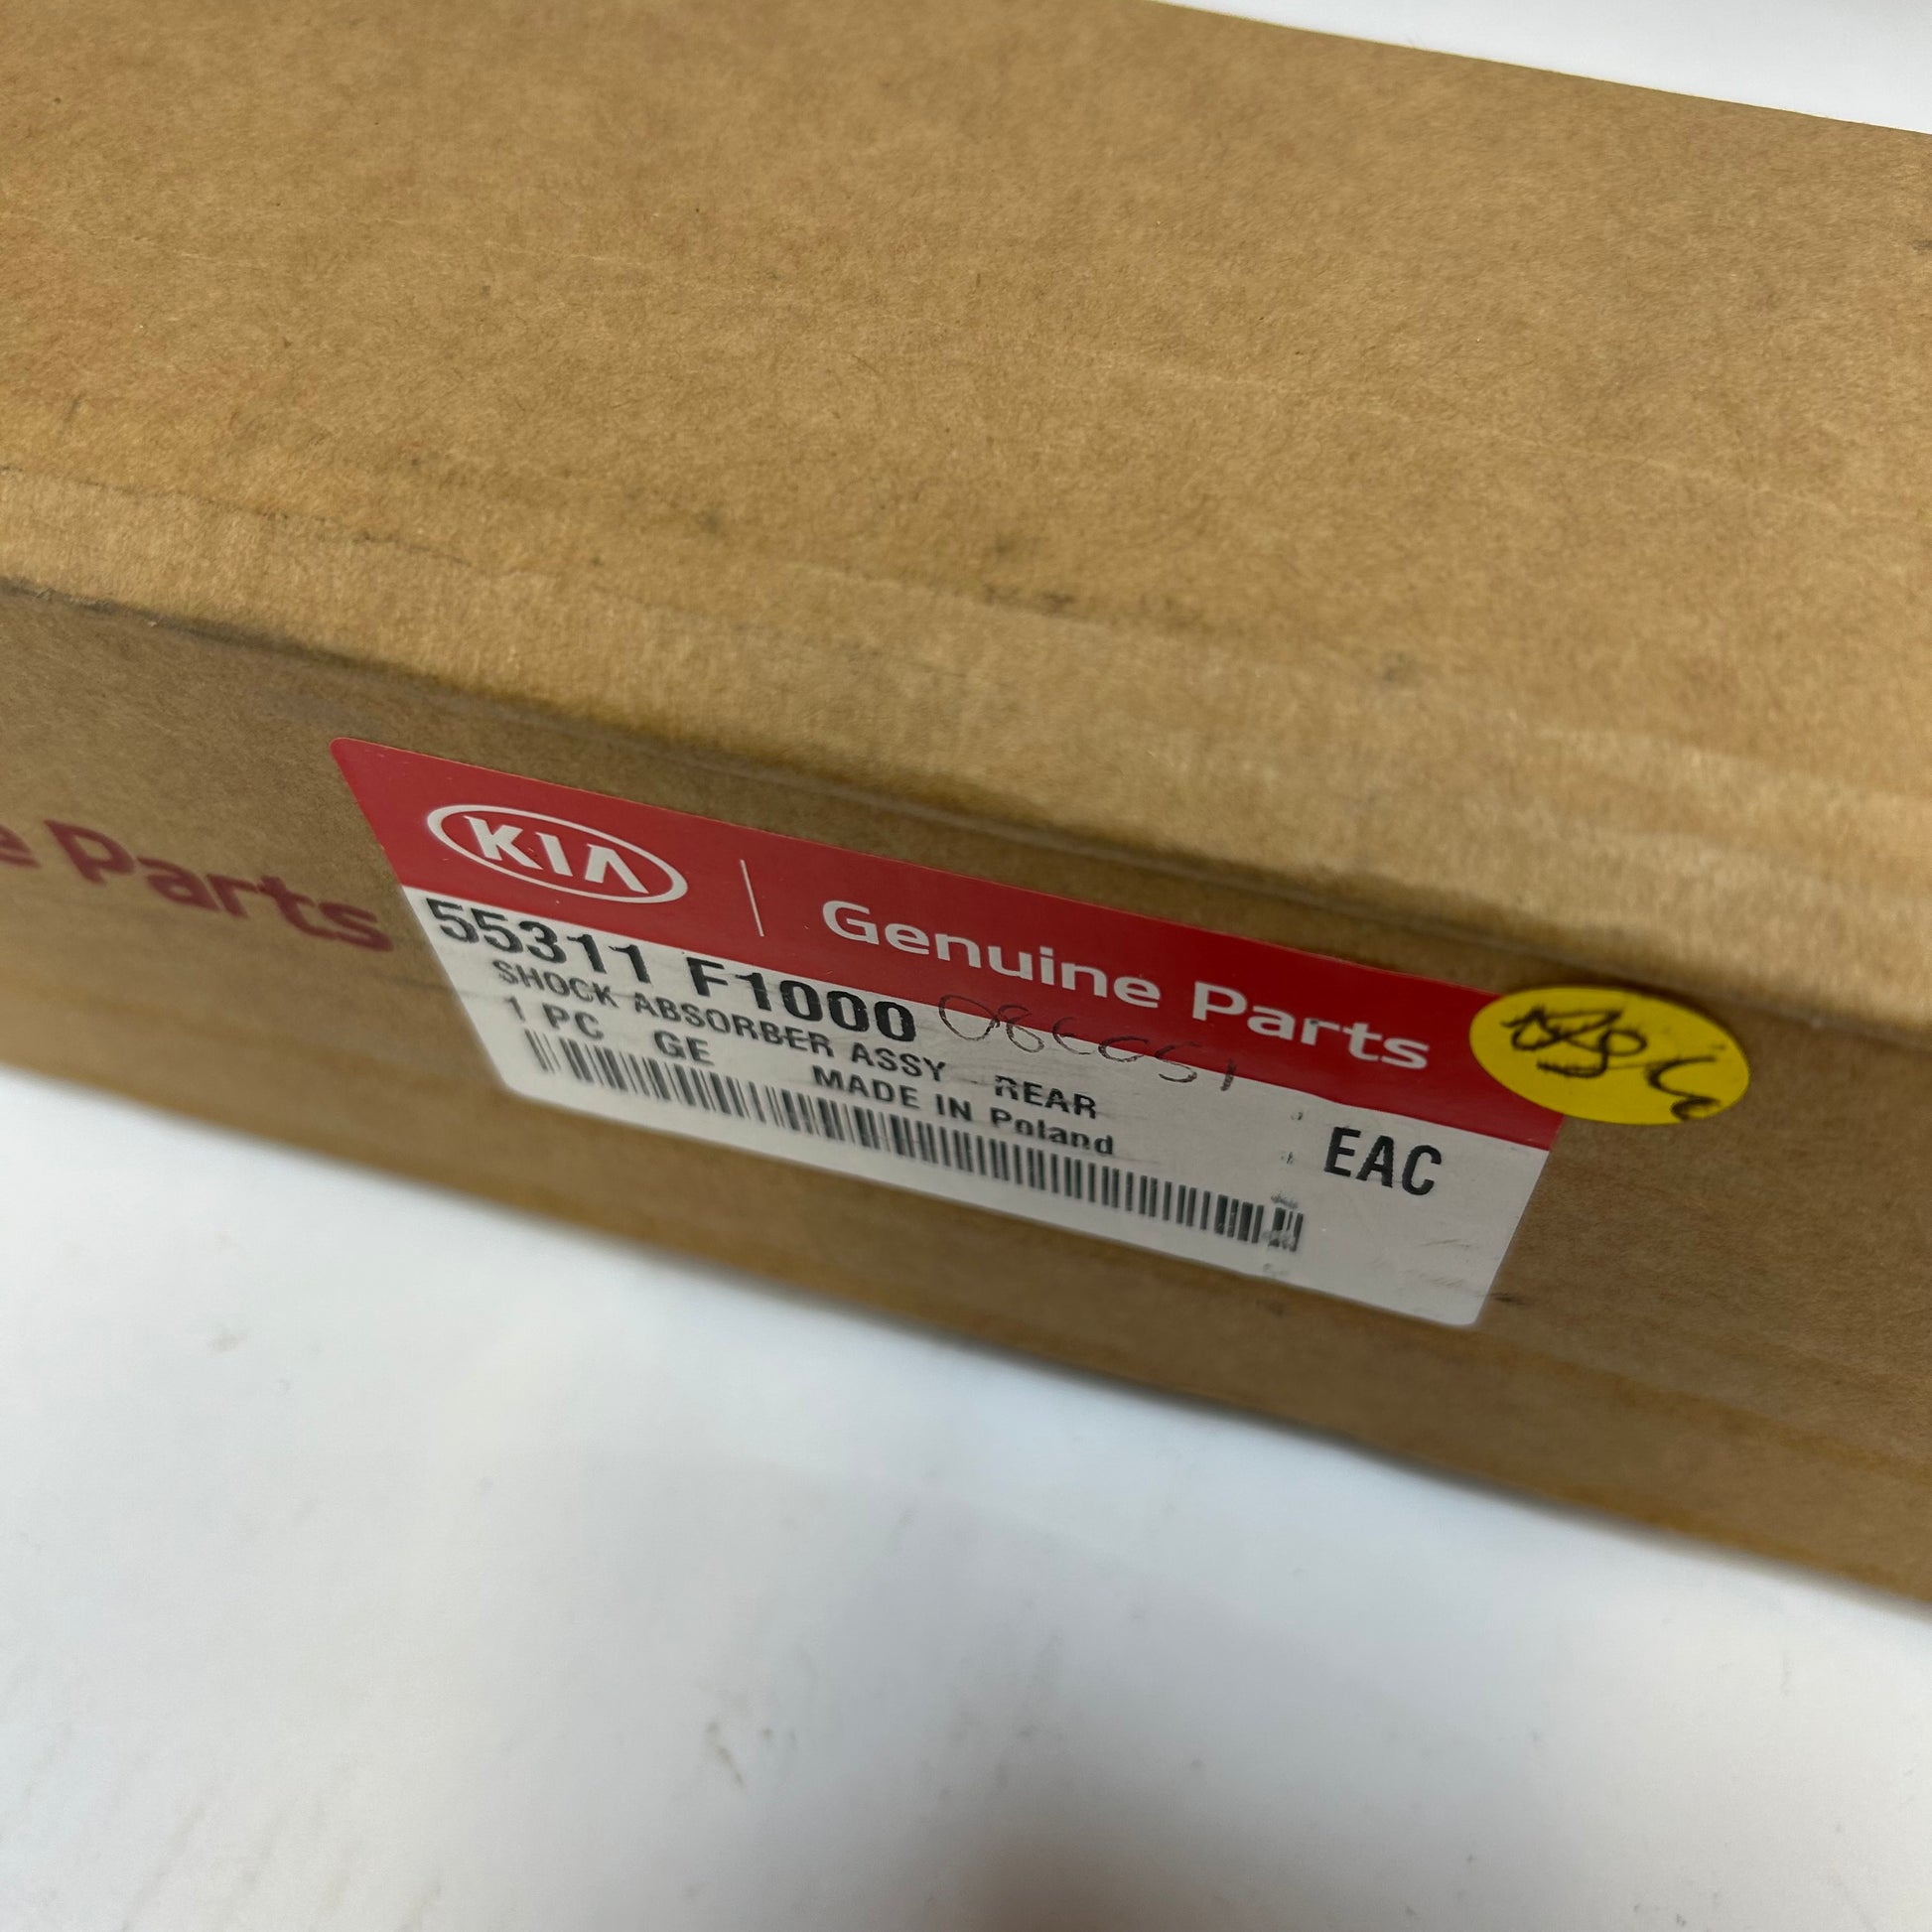 e Parts
KIA
Genuine Parts
55311 F1000
SHOCK ABSORBER ASSY - REAR
1 PC GE
MADE IN Poland
EAC